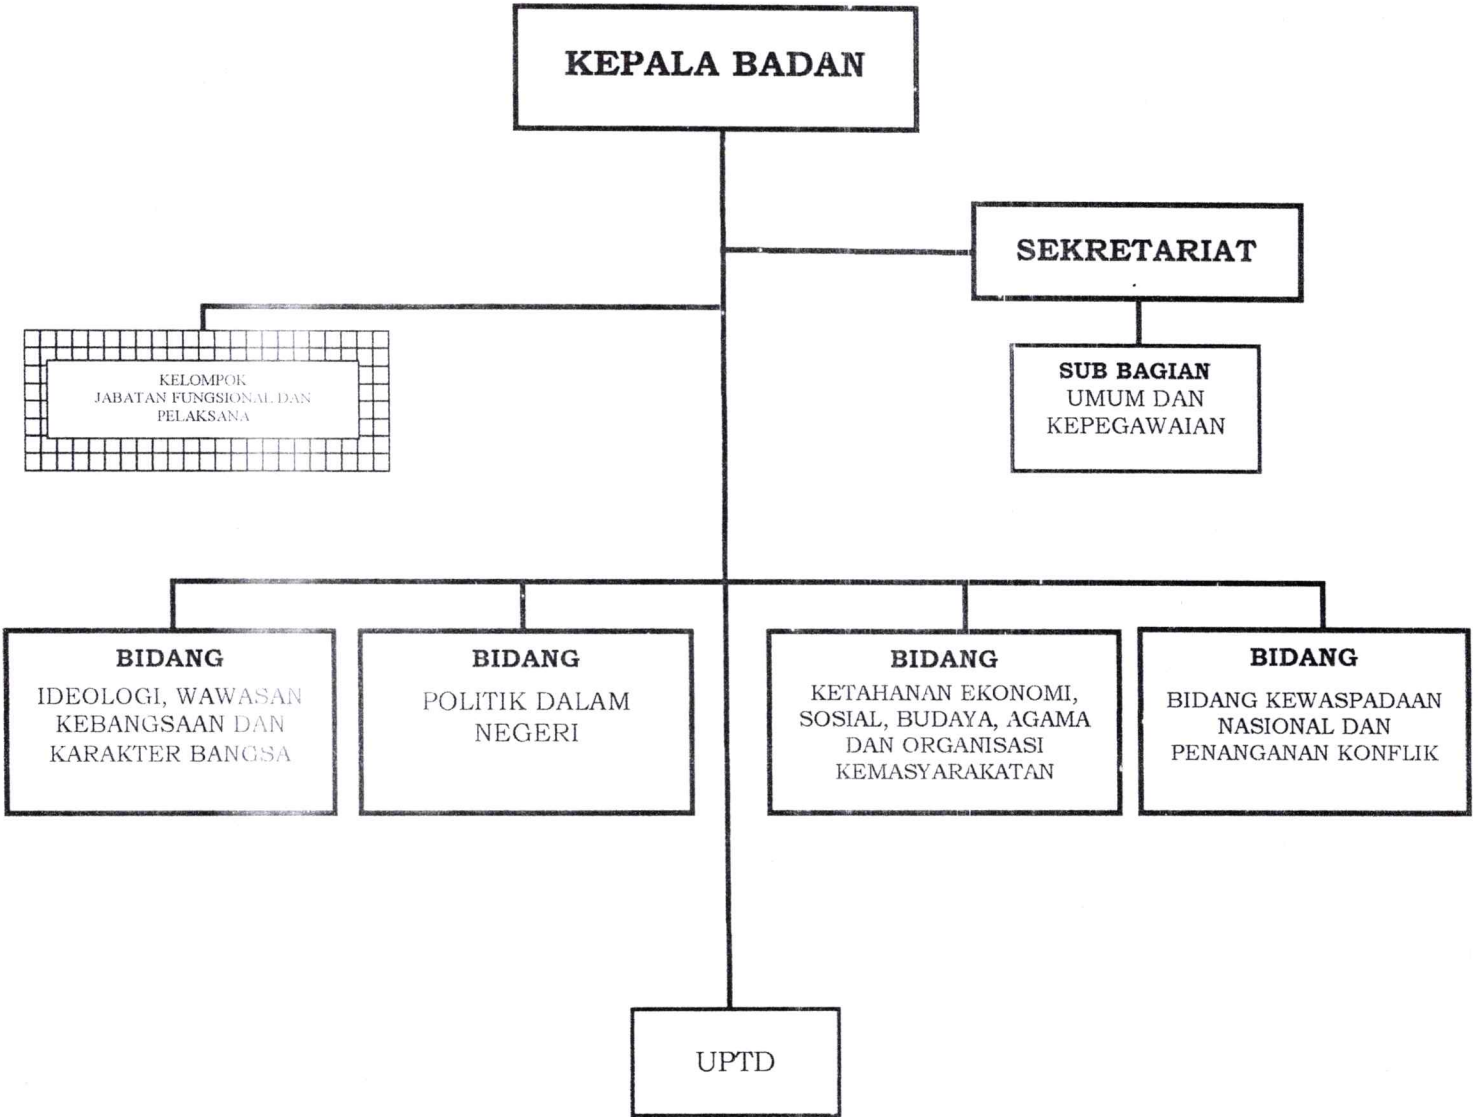 KEPALA BADAN
SEKRETARIAT
KELOMPOK
JABATAN FUNGSIONAL DAN
PELAKSANA
SUB BAGIAN
UMUM DAN
KEPEGAWAIAN
BIDANG
IDEOLOGI, WAWASAN
KEBANGSAAN DAN
KARAKTER BANGSA
BIDANG
POLITIK DALAM
NEGERI
BIDANG
KETAHANAN EKONOMI,
SOSIAL, BUDAYA, AGAMA
DAN ORGANISASI
KEMASYARAKATAN
BIDANG
BIDANG KEWASPADAAN
NASIONAL DAN
PENANGANAN KONFLIK
UPTD